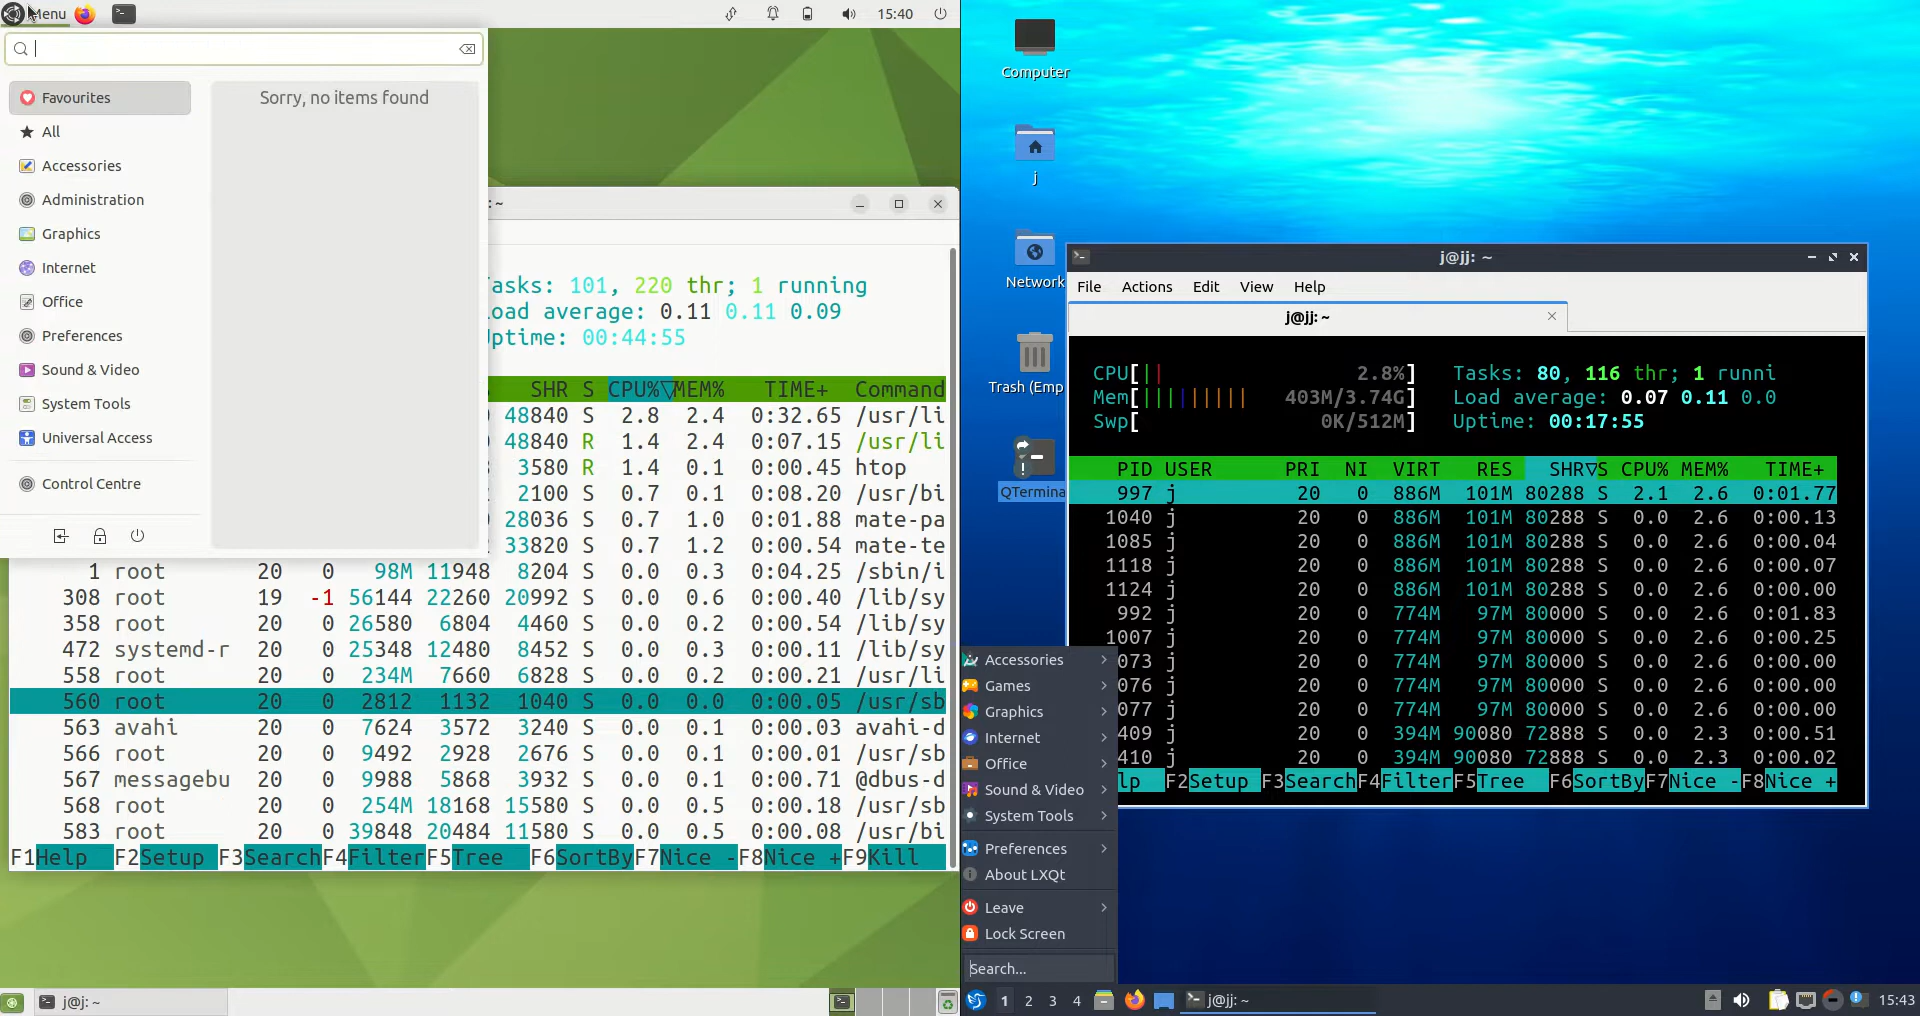 Menu
15:40
Favourites
Sorry, no items found
All
Accessories
Administration
Graphics
Internet
Office
Preferences
Sound & Video
System Tools
Universal Access
Control Centre
: ~
asks: 101, 220 thr; 1 running
oad average: 0.11 0.11 0.09
ptime: 00:44:55
SHR S CPU%▽MEM% TIME+ Command
48840 S 2.8 2.4 0:32.65 /usr/li
48840 R 1.4 2.4 0:07.15 /usr/li
3580 R 1.4 0.1 0:00.45 htop
2100 S 0.7 0.1 0:08.20 /usr/bi
28036 S 0.7 1.0 0:01.88 mate-pa
33820 S 0.7 1.2 0:00.54 mate-te
1 root 20 0 98M 11948 8204 S 0.0 0.3 0:04.25 /sbin/i
308 root 19 -1 56144 22260 20992 S 0.0 0.6 0:00.40 /lib/sy
358 root 20 0 26580 6804 4460 S 0.0 0.2 0:00.54 /lib/sy
472 systemd-r 20 0 25348 12480 8452 S 0.0 0.3 0:00.11 /lib/sy
558 root 20 0 234M 7660 6828 S 0.0 0.2 0:00.21 /usr/li
560 root 20 0 2812 1132 1040 S 0.0 0.0 0:00.05 /usr/sb
563 avahi 20 0 7624 3572 3240 S 0.0 0.1 0:00.03 avahi-d
566 root 20 0 9492 2928 2676 S 0.0 0.1 0:00.01 /usr/sb
567 messagebu 20 0 9988 5868 3932 S 0.0 0.1 0:00.71 @dbus-d
568 root 20 0 254M 18168 15580 S 0.0 0.5 0:00.18 /usr/sb
583 root 20 0 39848 20484 11580 S 0.0 0.5 0:00.08 /usr/bi
F1Help F2Setup F3SearchF4FilterF5Tree F6SortByF7Nice -F8Nice +F9Kill
j@j: ~
Computer
j
Network
Trash (Emp
QTermina
j@jj: ~
File Actions Edit View Help
j@jj: ~
CPU[|| 2.8%] Tasks: 80, 116 thr; 1 runni
Mem[|||||||||| 403M/3.74G] Load average: 0.07 0.11 0.0
Swp[ 0K/512M] Uptime: 00:17:55
PID USER PRI NI VIRT RES SHR▽S CPU% MEM% TIME+
997 j 20 0 886M 101M 80288 S 2.1 2.6 0:01.77
1040 j 20 0 886M 101M 80288 S 0.0 2.6 0:00.13
1085 j 20 0 886M 101M 80288 S 0.0 2.6 0:00.04
1118 j 20 0 886M 101M 80288 S 0.0 2.6 0:00.07
1124 j 20 0 886M 101M 80288 S 0.0 2.6 0:00.00
992 j 20 0 774M 97M 80000 S 0.0 2.6 0:01.83
1007 j 20 0 774M 97M 80000 S 0.0 2.6 0:00.25
073 j 20 0 774M 97M 80000 S 0.0 2.6 0:00.00
076 j 20 0 774M 97M 80000 S 0.0 2.6 0:00.00
077 j 20 0 774M 97M 80000 S 0.0 2.6 0:00.00
409 j 20 0 394M 90080 72888 S 0.0 2.3 0:00.51
410 j 20 0 394M 90080 72888 S 0.0 2.3 0:00.02
lp F2Setup F3SearchF4FilterF5Tree F6SortByF7Nice -F8Nice +
Accessories
Games
Graphics
Internet
Office
Sound & Video
System Tools
Preferences
About LXQt
Leave
Lock Screen
Search...
1 2 3 4
j@jj: ~
15:43